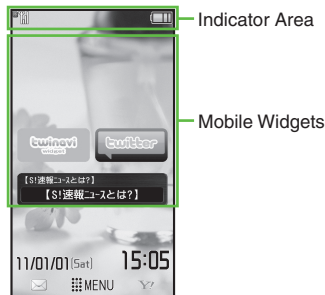 Indicator Area
Mobile Widgets
twinavi
widget
twitter
【S!速報ニュースとは?】
【S!速報ニュースとは?】
11/01/01(Sat) 15:05
MENU Y!